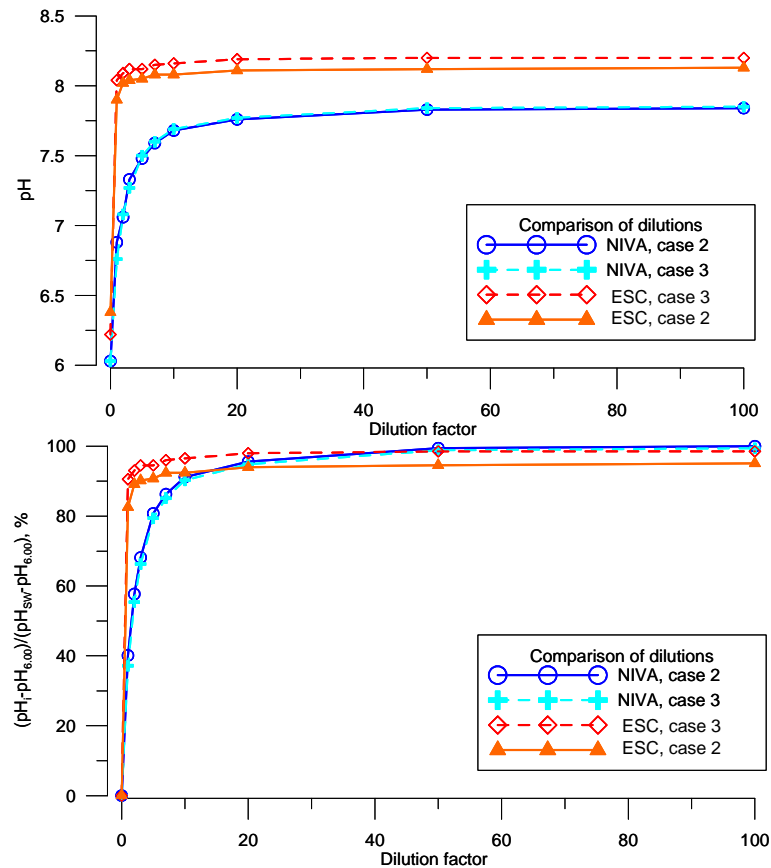 8.5
8
7.5
7
6.5
6
pH
0
20
40
60
80
100
Dilution factor
Comparison of dilutions
NIVA, case 2
NIVA, case 3
ESC, case 3
ESC, case 2
100
80
60
40
20
0
(pHi-pH6.00)/(pHSW-pH6.00), %
0
20
40
60
80
100
Dilution factor
Comparison of dilutions
NIVA, case 2
NIVA, case 3
ESC, case 3
ESC, case 2